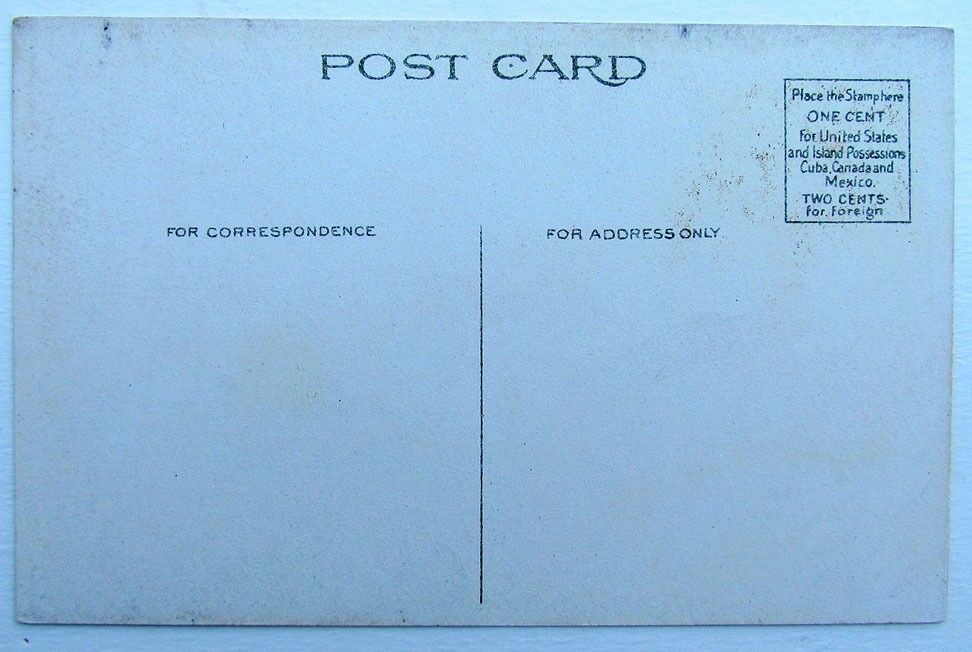 POST CARD
Place the Stamp here
ONE CENT
For United States
and Island Possessions
Cuba, Canada and
Mexico.
TWO CENTS.
for Foreign
FOR CORRESPONDENCE
FOR ADDRESS ONLY